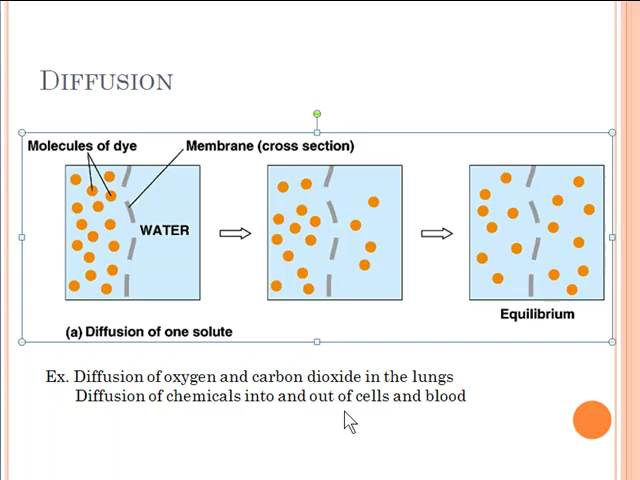 DIFFUSION
Molecules of dye
Membrane (cross section)
WATER
Equilibrium
(a) Diffusion of one solute
Ex. Diffusion of oxygen and carbon dioxide in the lungs
Diffusion of chemicals into and out of cells and blood